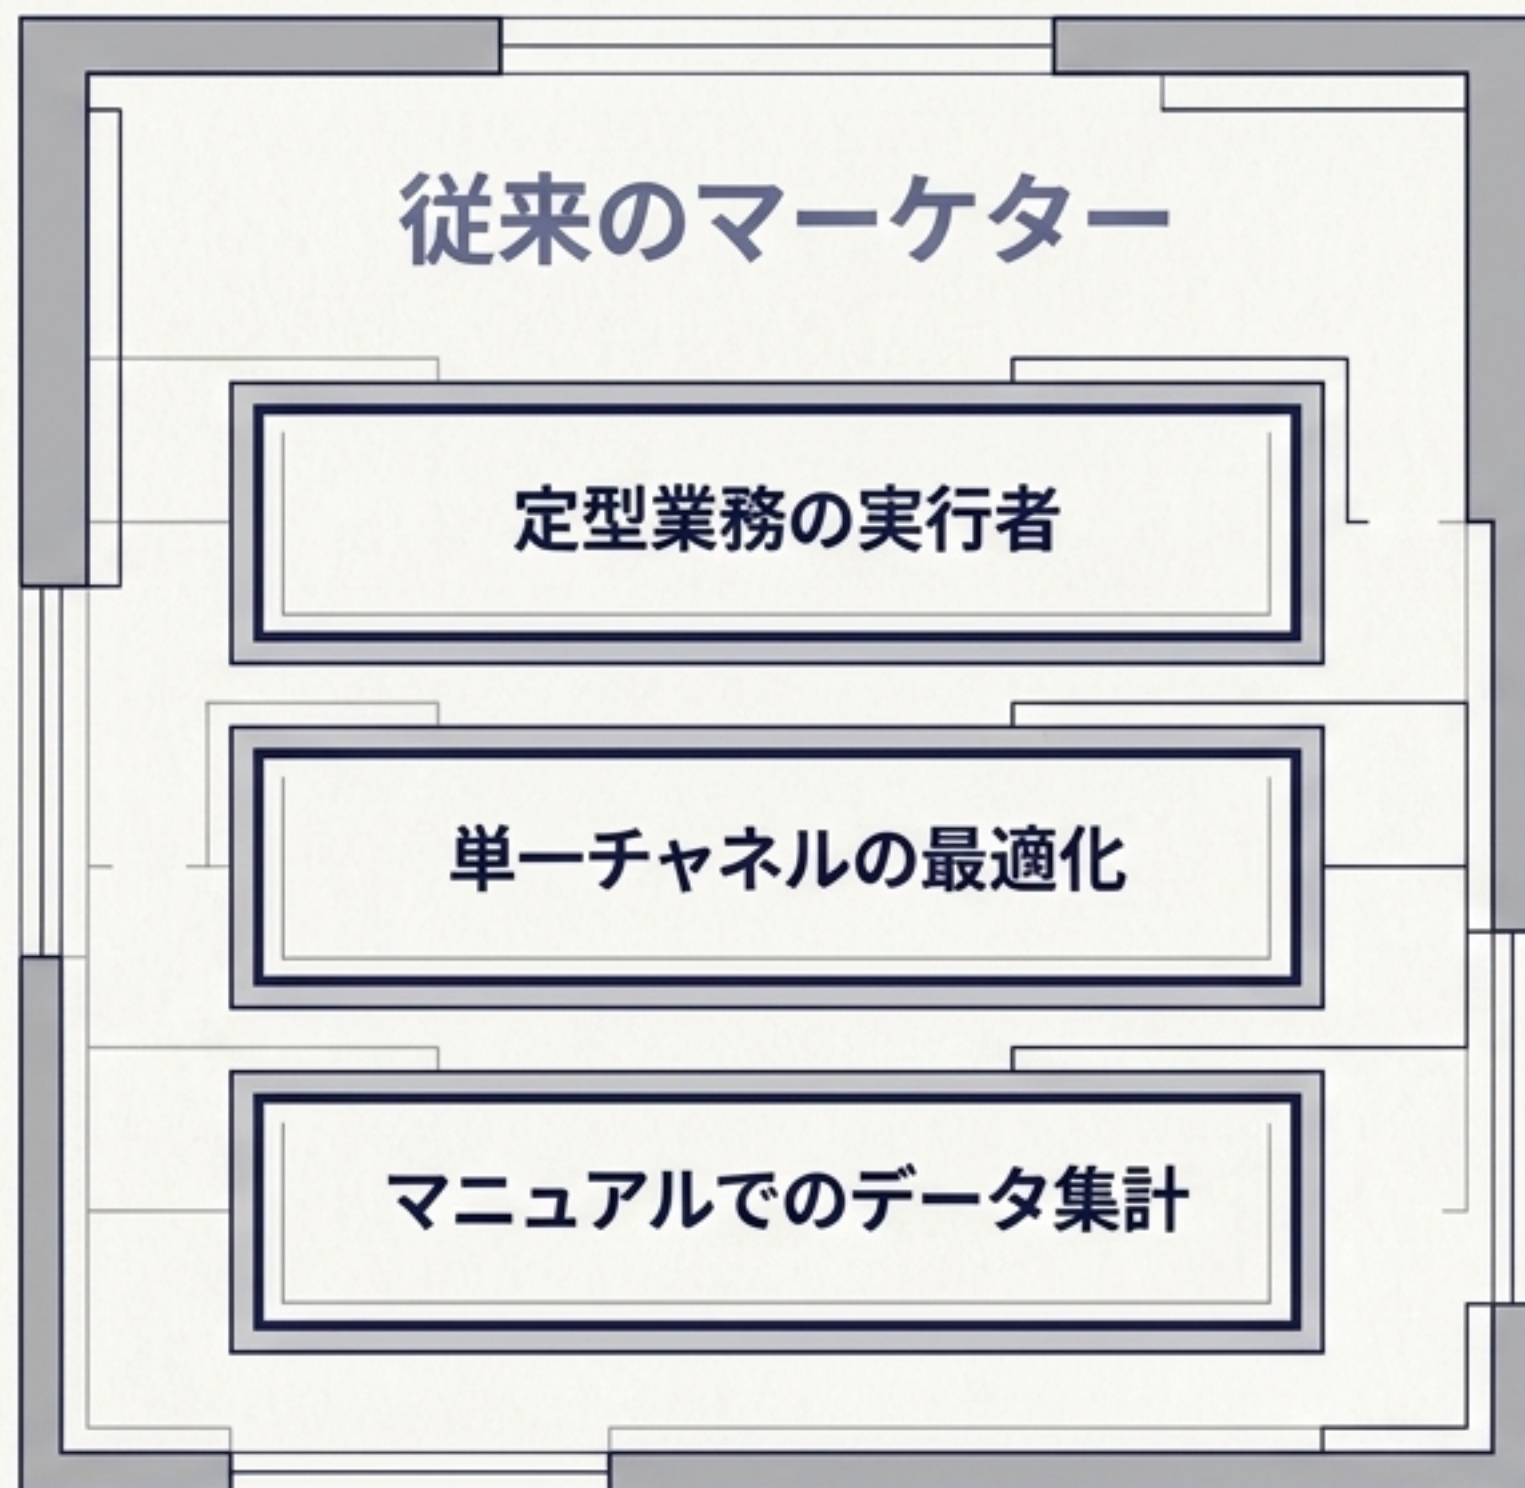 従来のマーケター
定型業務の実行者
単一チャネルの最適化
マニュアルでのデータ集計